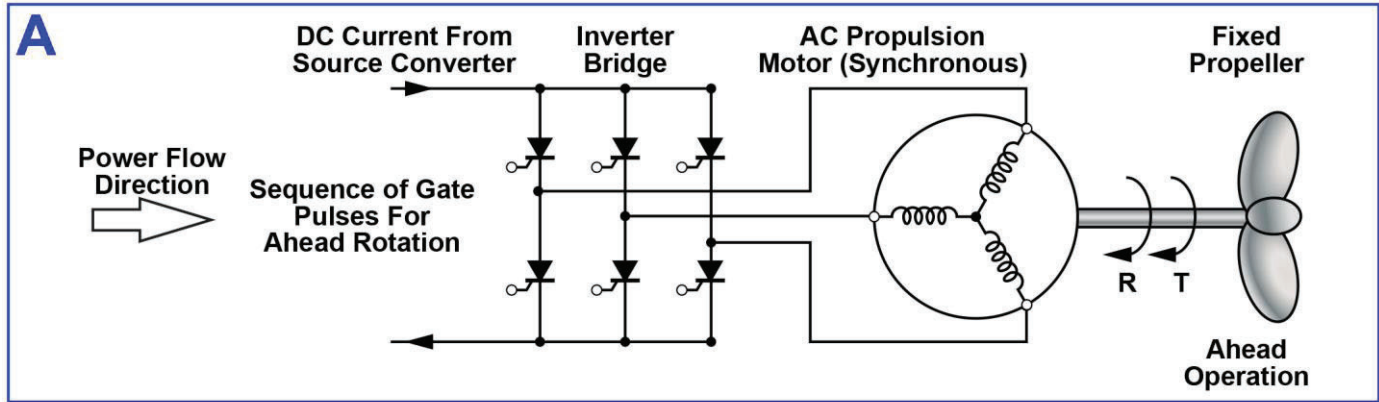 A
DC Current From
Source Converter
Inverter
Bridge
AC Propulsion
Motor (Synchronous)
Fixed
Propeller
Power Flow
Direction
Sequence of Gate
Pulses For
Ahead Rotation
R
T
Ahead
Operation